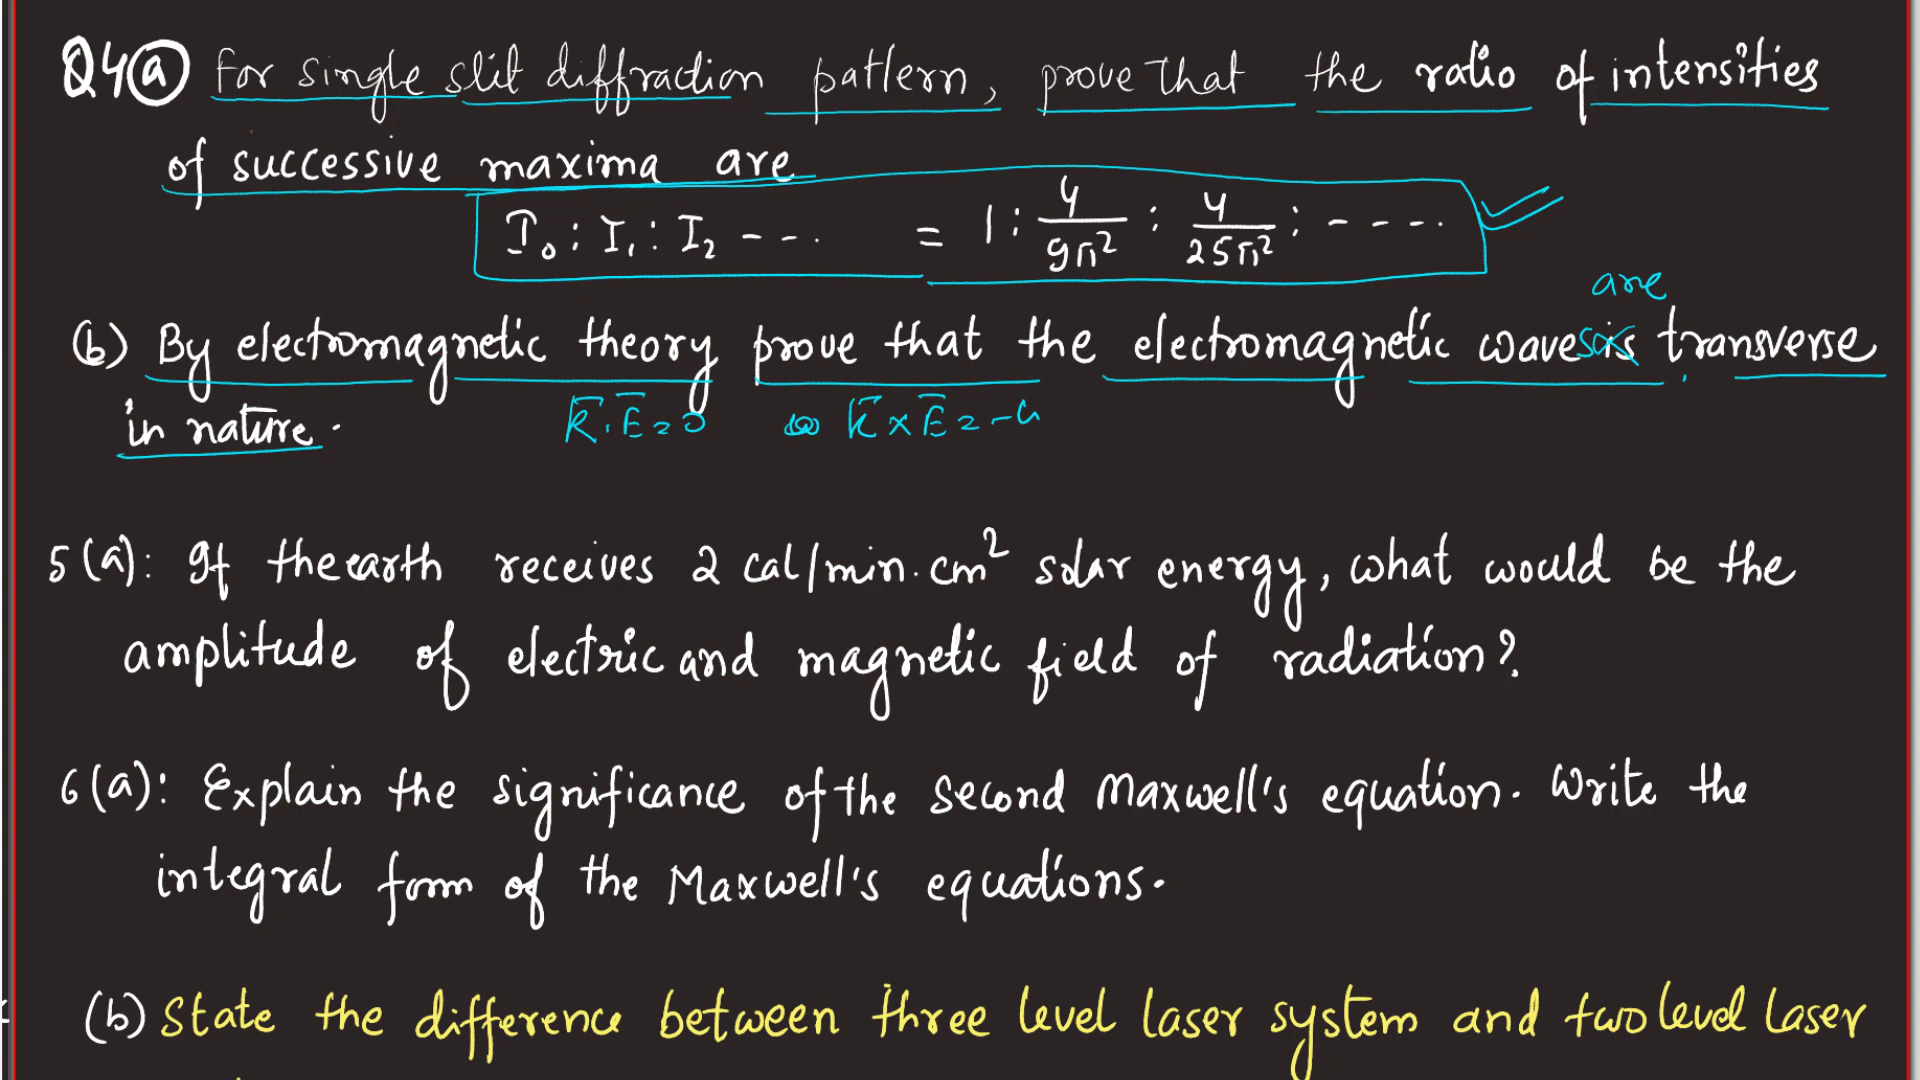 Q4(a) For single slit diffraction pattern, prove that the ratio of intensities
of successive maxima are
I₀ : I₁ : I₂ ---. = 1 : 4/9π² : 4/25π² : ----.
are
(b) By electromagnetic theory prove that the electromagnetic waves is transverse
in nature.
k̄.Ē=0 k̄×Ē=-
5(a): If the earth receives 2 cal/min.cm² solar energy, what would be the
amplitude of electric and magnetic field of radiation?
6(a): Explain the significance of the second Maxwell's equation. Write the
integral form of the Maxwell's equations.
(b) State the difference between three level laser system and two level laser